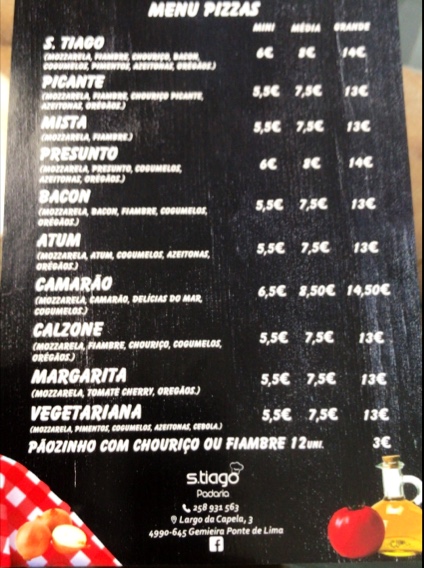 MENU PIZZAS
MINI MÉDIA GRANDE
S. TIAGO 6€ 8€ 14€
(MOZZARELA, FIAMBRE, CHOURIÇO, BACON,
COGUMELOS, PIMENTOS, AZEITONAS, ORÉGÃOS.)
PICANTE 5,5€ 7,5€ 13€
(MOZZARELA, FIAMBRE, CHOURIÇO PICANTE,
AZEITONAS, ORÉGÃOS.)
MISTA 5,5€ 7,5€ 13€
(MOZZARELA, FIAMBRE.)
PRESUNTO 6€ 8€ 14€
(MOZZARELA, PRESUNTO, COGUMELOS,
AZEITONAS, ORÉGÃOS.)
BACON 5,5€ 7,5€ 13€
(MOZZARELA, BACON, FIAMBRE, COGUMELOS,
ORÉGÃOS.)
ATUM 5,5€ 7,5€ 13€
(MOZZARELA, ATUM, COGUMELOS, AZEITONAS,
ORÉGÃOS.)
CAMARÃO 6,5€ 8,50€ 14,50€
(MOZZARELA, CAMARÃO, DELÍCIAS DO MAR,
COGUMELOS.)
CALZONE 5,5€ 7,5€ 13€
(MOZZARELA, FIAMBRE, CHOURIÇO, COGUMELOS,
ORÉGÃOS.)
MARGARITA 5,5€ 7,5€ 13€
(MOZZARELA, TOMATE CHERRY, OREGÃOS.)
VEGETARIANA 5,5€ 7,5€ 13€
(MOZZARELA, PIMENTOS, COGUMELOS, AZEITONAS, CEBOLA.)
PÃOZINHO COM CHOURIÇO OU FIAMBRE 12UNI. 3€
s.tiago
Padaria
258 931 563
Largo da Capela, 3
4990-645 Gemieira Ponte de Lima